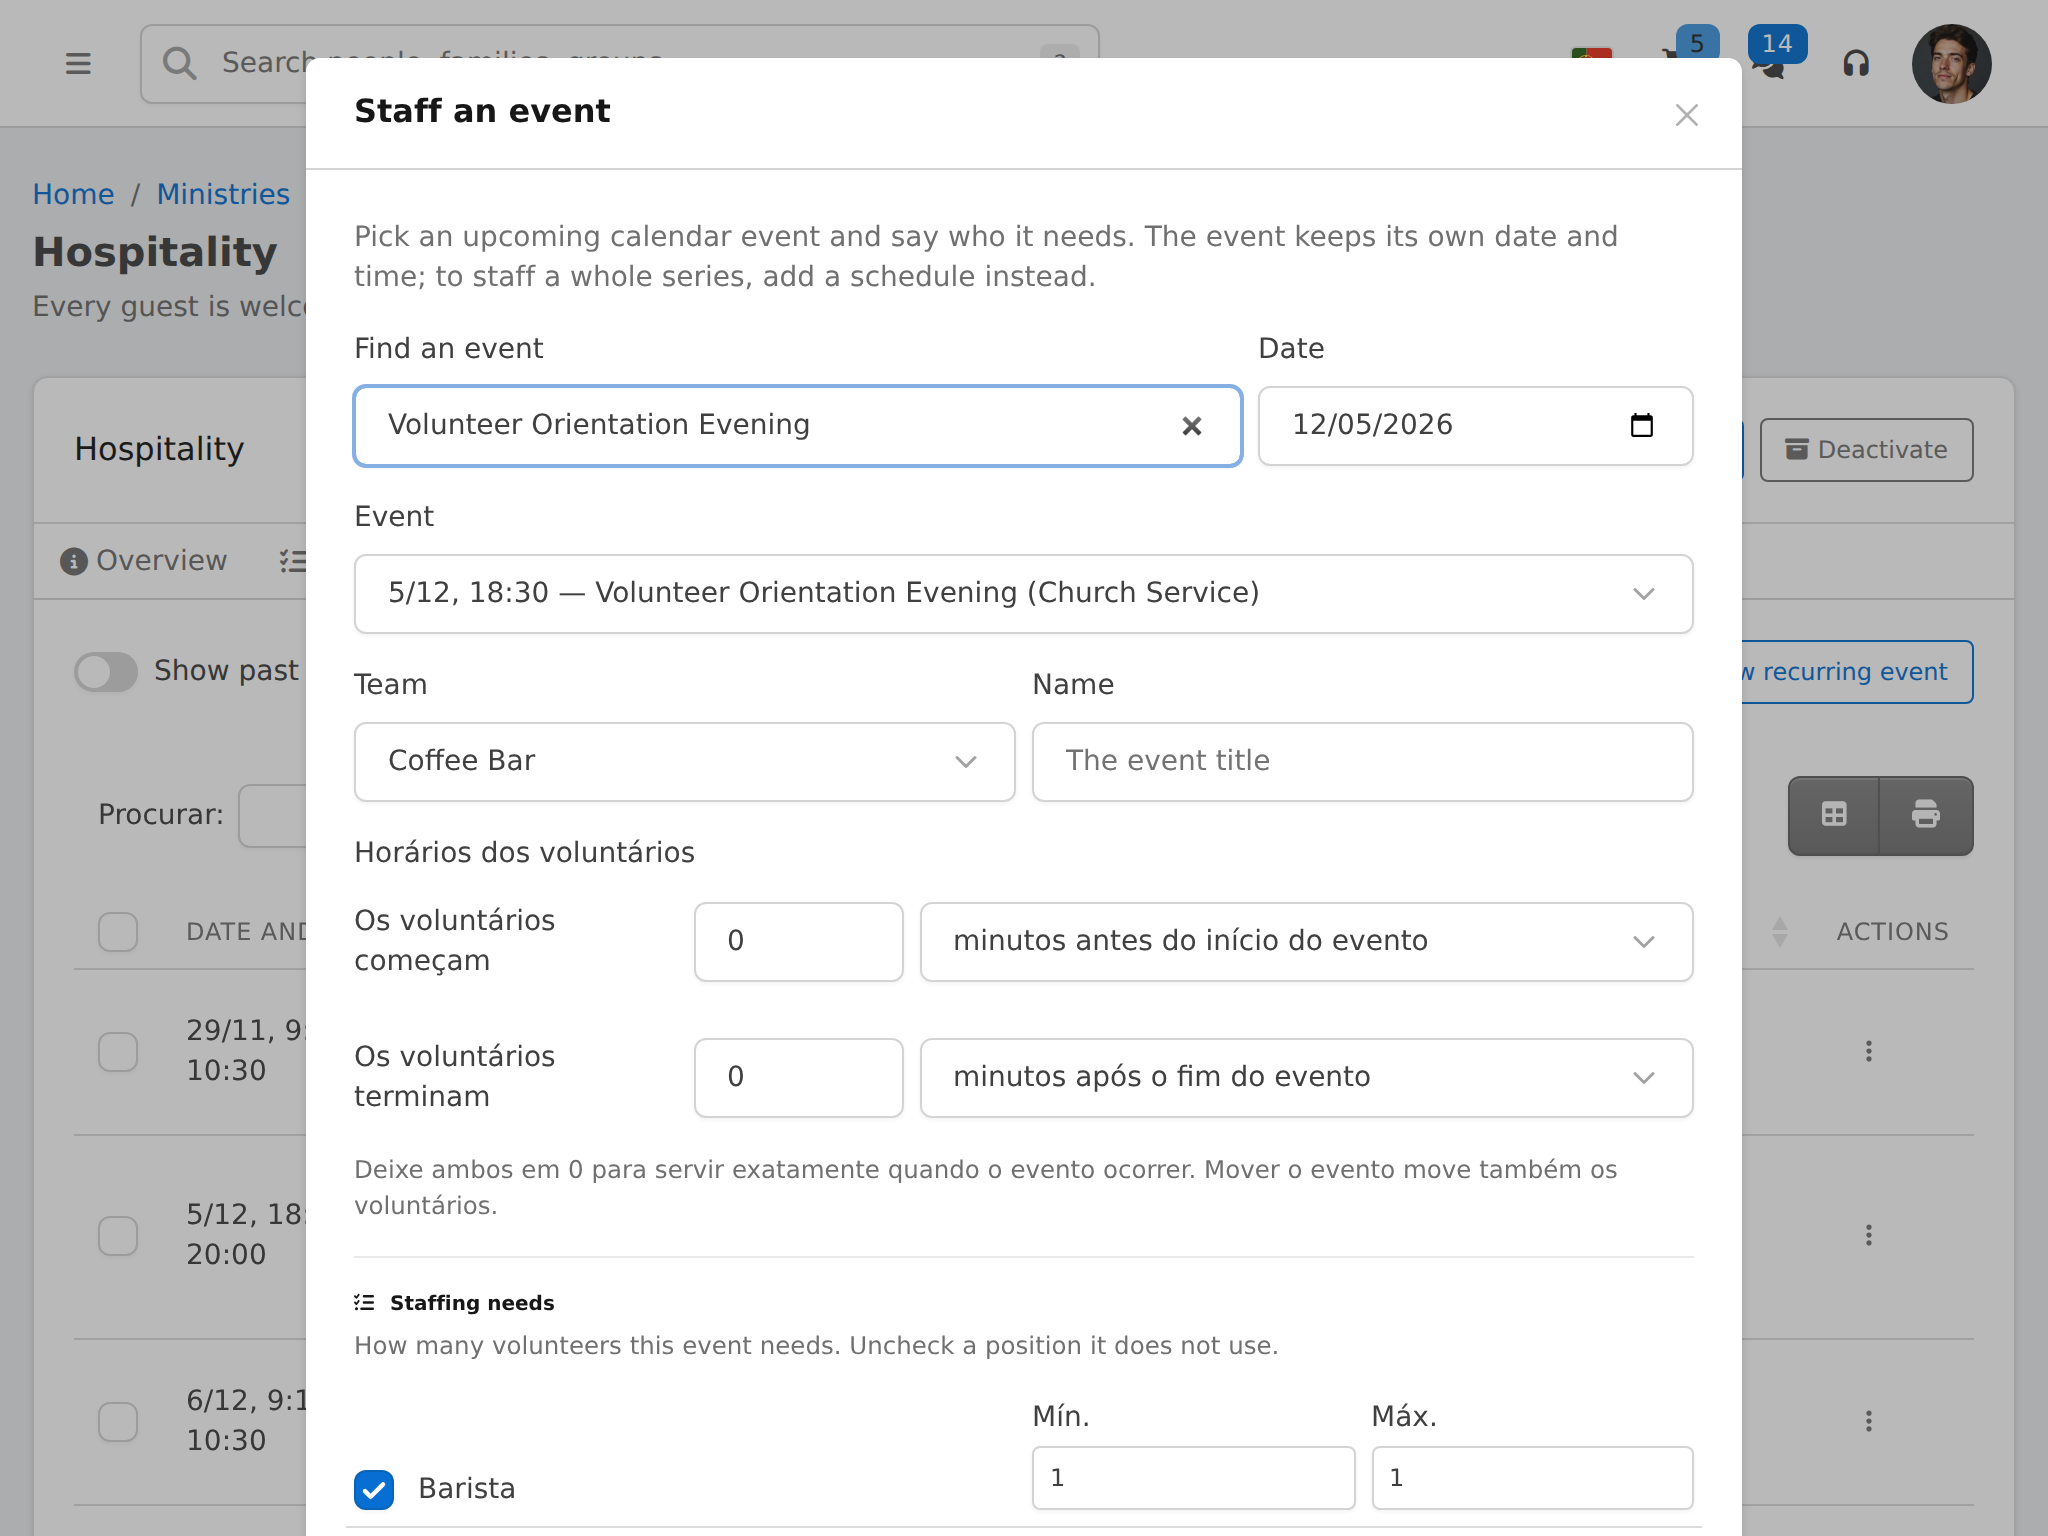 Search people, families, groups
5
14
Staff an event
Home / Ministries
Hospitality
Every guest is welc
Pick an upcoming calendar event and say who it needs. The event keeps its own date and
time; to staff a whole series, add a schedule instead.
Find an event
Date
Volunteer Orientation Evening
12/05/2026
Hospitality
Deactivate
Event
5/12, 18:30 — Volunteer Orientation Evening (Church Service)
Overview
Show past
w recurring event
Team
Name
Coffee Bar
The event title
Procurar:
Horários dos voluntários
Os voluntários
começam
0
minutos antes do início do evento
DATE AND
ACTIONS
29/11, 9:
10:30
Os voluntários
terminam
0
minutos após o fim do evento
Deixe ambos em 0 para servir exatamente quando o evento ocorrer. Mover o evento move também os
voluntários.
5/12, 18:
20:00
Staffing needs
How many volunteers this event needs. Uncheck a position it does not use.
6/12, 9:1
10:30
Mín.
Máx.
Barista
1
1